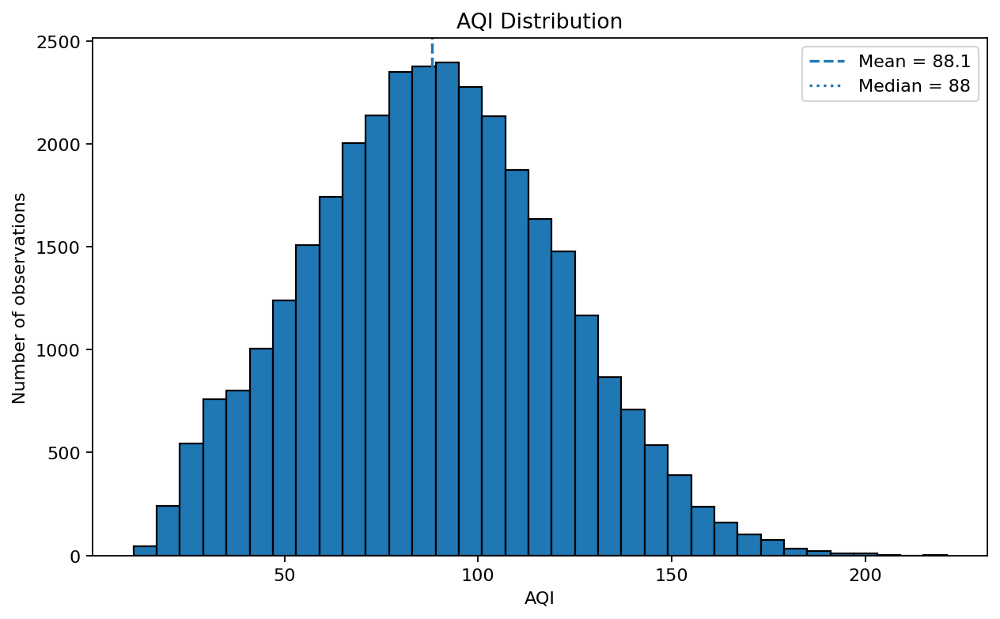 AQI Distribution
Mean = 88.1
Median = 88
Number of observations
2500
2000
1500
1000
500
0
50
100
150
200
AQI